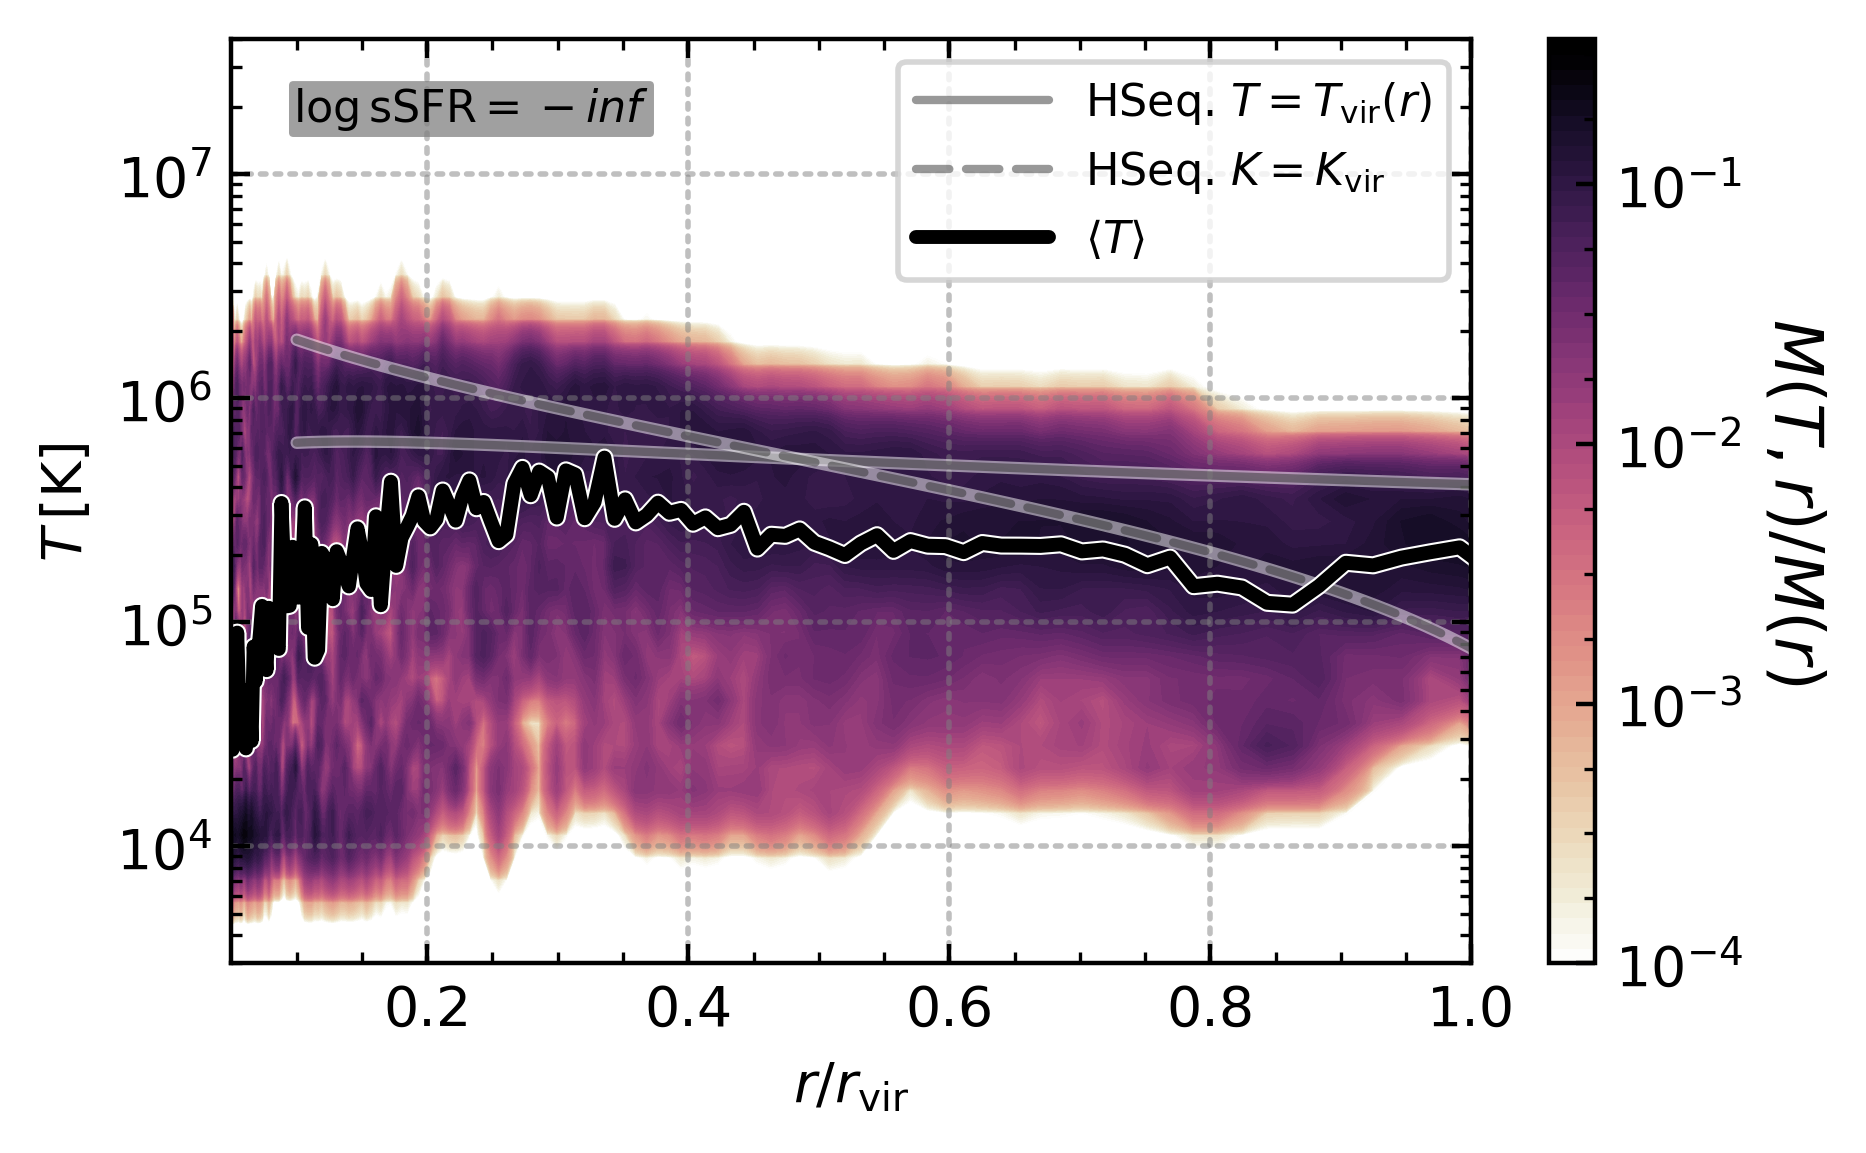 log sSFR = −inf
HSeq. T = T_vir(r)
HSeq. K = K_vir
⟨T⟩
10^7
10^6
10^5
10^4
T [K]
0.2 0.4 0.6 0.8 1.0
r/r_vir
10^−1
10^−2
10^−3
10^−4
M(T, r)/M(r)